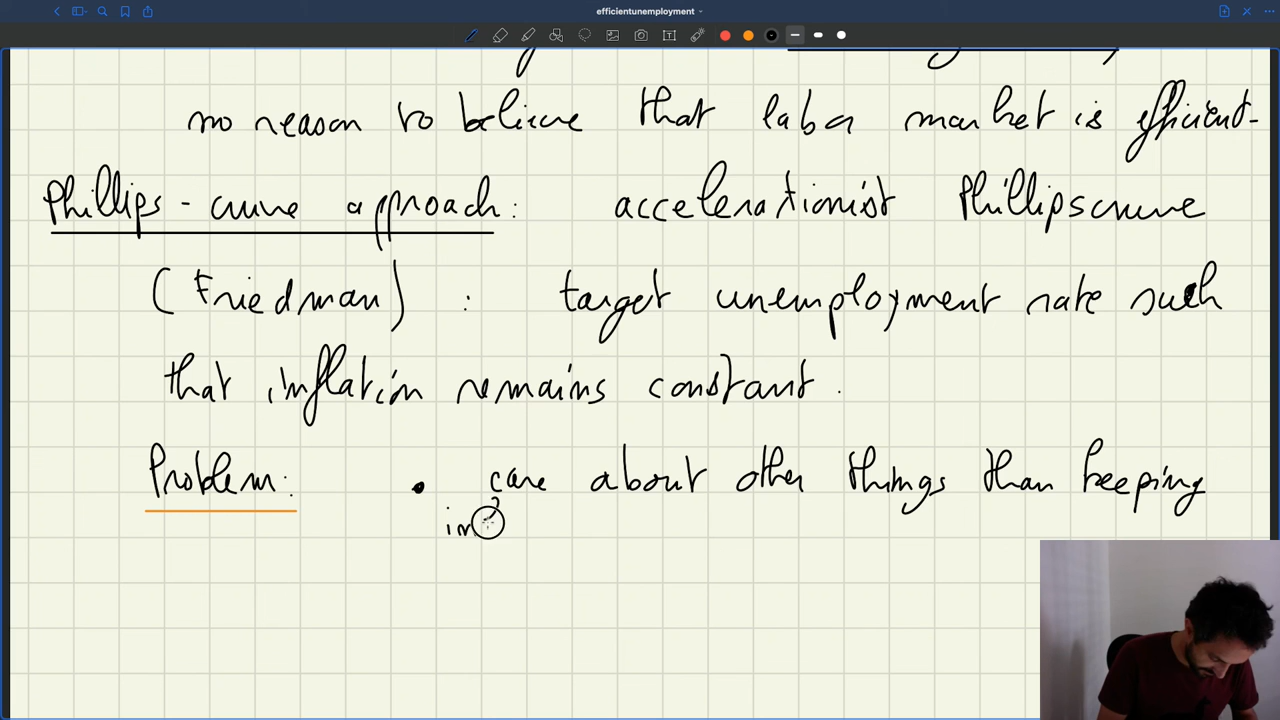 efficientunemployment
no reason to believe that labor market is efficient.
Phillips-curve approach: accelerationist Phillips curve
(Friedman) : target unemployment rate such
that inflation remains constant.
Problem: • care about other things than keeping
in